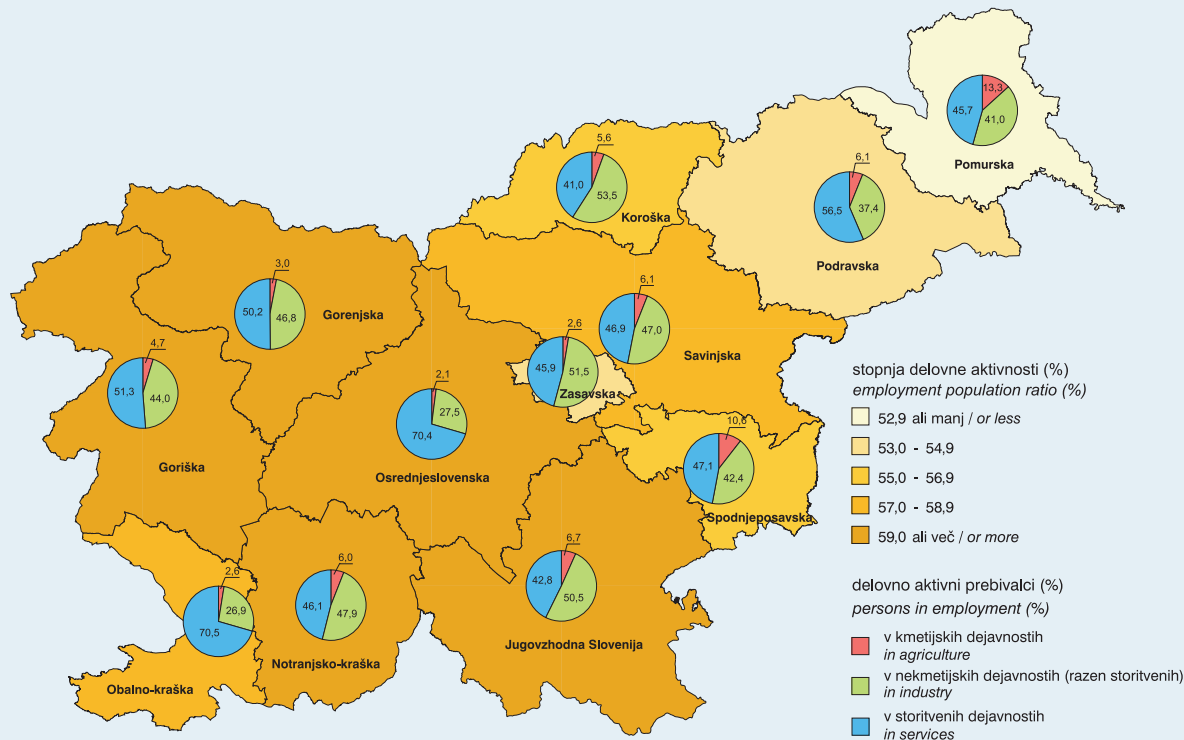 13,3
45,7
41,0
Pomurska
5,6
41,0
53,5
Koroška
6,1
56,5
37,4
Podravska
3,0
50,2
46,8
Gorenjska
6,1
46,9
47,0
Savinjska
2,6
45,9
51,5
Zasavska
4,7
51,3
44,0
Goriška
2,1
27,5
70,4
Osrednjeslovenska
10,6
47,1
42,4
Spodnjeposavska
6,7
42,8
50,5
Jugovzhodna Slovenija
6,0
46,1
47,9
Notranjsko-kraška
2,6
26,9
70,5
Obalno-kraška
stopnja delovne aktivnosti (%)
employment population ratio (%)
52,9 ali manj / or less
53,0 - 54,9
55,0 - 56,9
57,0 - 58,9
59,0 ali več / or more
delovno aktivni prebivalci (%)
persons in employment (%)
v kmetijskih dejavnostih
in agriculture
v nekmetijskih dejavnostih (razen storitvenih)
in industry
v storitvenih dejavnostih
in services